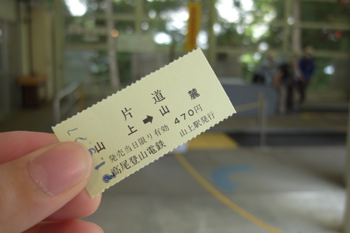 片道
山上➡山麓
470円
発売当日限り有効 山上駅発行
高尾登山電鉄